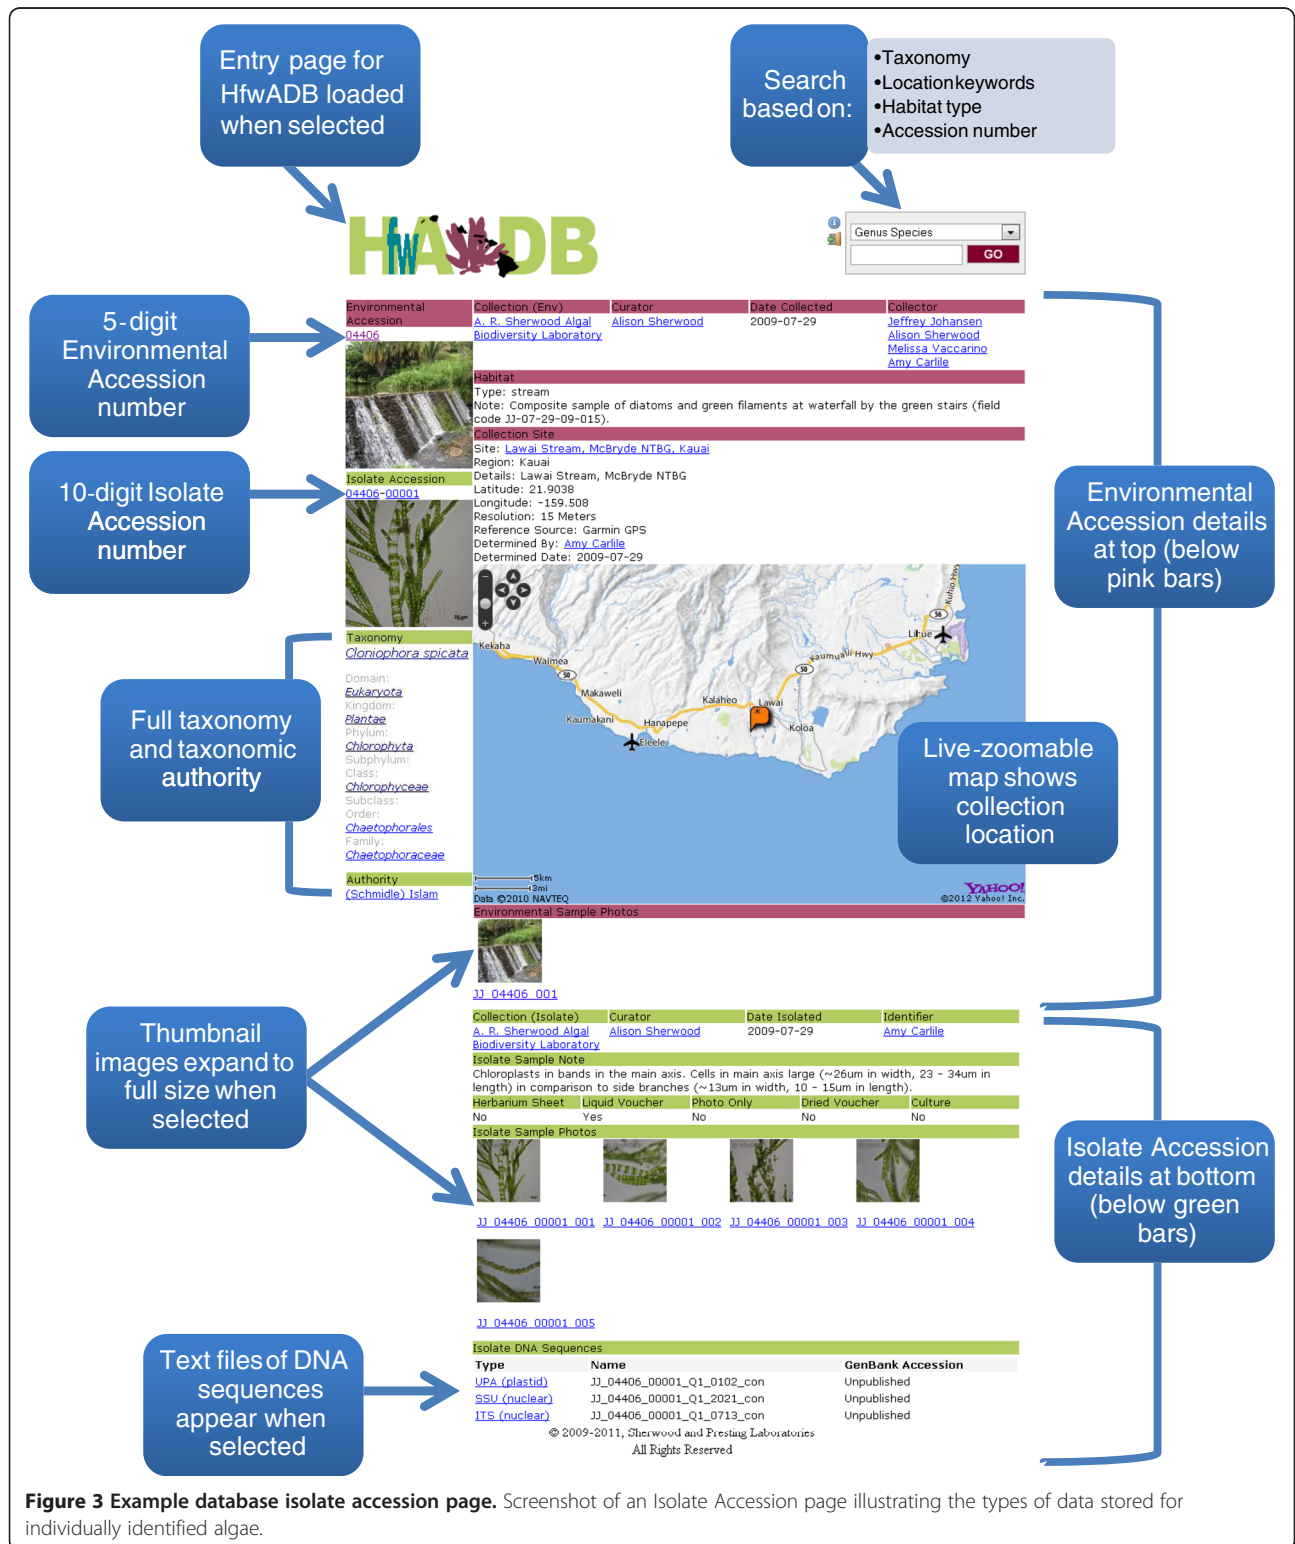 Entry page for
HfwADB loaded
when selected
Search
based on:
•Taxonomy
•Location keywords
•Habitat type
•Accession number
HfwADB
Genus Species
GO
5-digit
Environmental
Accession
number
10-digit Isolate
Accession
number
Full taxonomy
and taxonomic
authority
Thumbnail
images expand to
full size when
selected
Text files of DNA
sequences
appear when
selected
Environmental
Accession
04406
Isolate Accession
04406-00001
Taxonomy
Cloniophora spicata
Domain:
Eukaryota
Kingdom:
Plantae
Phylum:
Chlorophyta
Subphylum:
Class:
Chlorophyceae
Subclass:
Order:
Chaetophorales
Family:
Chaetophoraceae
Authority
(Schmidle) Islam
Collection (Env) Curator Date Collected Collector
A. R. Sherwood Algal Alison Sherwood 2009-07-29 Jeffrey Johansen
Biodiversity Laboratory Alison Sherwood
Melissa Vaccarino
Amy Carlile
Habitat
Type: stream
Note: Composite sample of diatoms and green filaments at waterfall by the green stairs (field
code JJ-07-29-09-015).
Collection Site
Site: Lawai Stream, McBryde NTBG, Kauai
Region: Kauai
Details: Lawai Stream, McBryde NTBG
Latitude: 21.9038
Longitude: -159.508
Resolution: 15 Meters
Reference Source: Garmin GPS
Determined By: Amy Carlile
Determined Date: 2009-07-29
Kuhio Hwy
56
Lihue
Kaumualii Hwy
50
Kekaha
Waimea
50
Makaweli
Kalaheo
Lawai
Kaumakani
Hanapepe
Koloa
Eleele
5km
3mi
Data ©2010 NAVTEQ
YAHOO!
©2012 Yahoo! Inc.
Environmental Sample Photos
JJ_04406_001
Collection (Isolate) Curator Date Isolated Identifier
A. R. Sherwood Algal Alison Sherwood 2009-07-29 Amy Carlile
Biodiversity Laboratory
Isolate Sample Note
Chloroplasts in bands in the main axis. Cells in main axis large (~26um in width, 23 - 34um in
length) in comparison to side branches (~13um in width, 10 - 15um in length).
Herbarium Sheet Liquid Voucher Photo Only Dried Voucher Culture
No Yes No No No
Isolate Sample Photos
JJ_04406_00001_001 JJ_04406_00001_002 JJ_04406_00001_003 JJ_04406_00001_004
JJ_04406_00001_005
Isolate DNA Sequences
Type Name GenBank Accession
UPA (plastid) JJ_04406_00001_Q1_0102_con Unpublished
SSU (nuclear) JJ_04406_00001_Q1_2021_con Unpublished
ITS (nuclear) JJ_04406_00001_Q1_0713_con Unpublished
© 2009-2011, Sherwood and Presting Laboratories
All Rights Reserved
Environmental
Accession details
at top (below
pink bars)
Live-zoomable
map shows
collection
location
Isolate Accession
details at bottom
(below green
bars)
Figure 3 Example database isolate accession page. Screenshot of an Isolate Accession page illustrating the types of data stored for
individually identified algae.